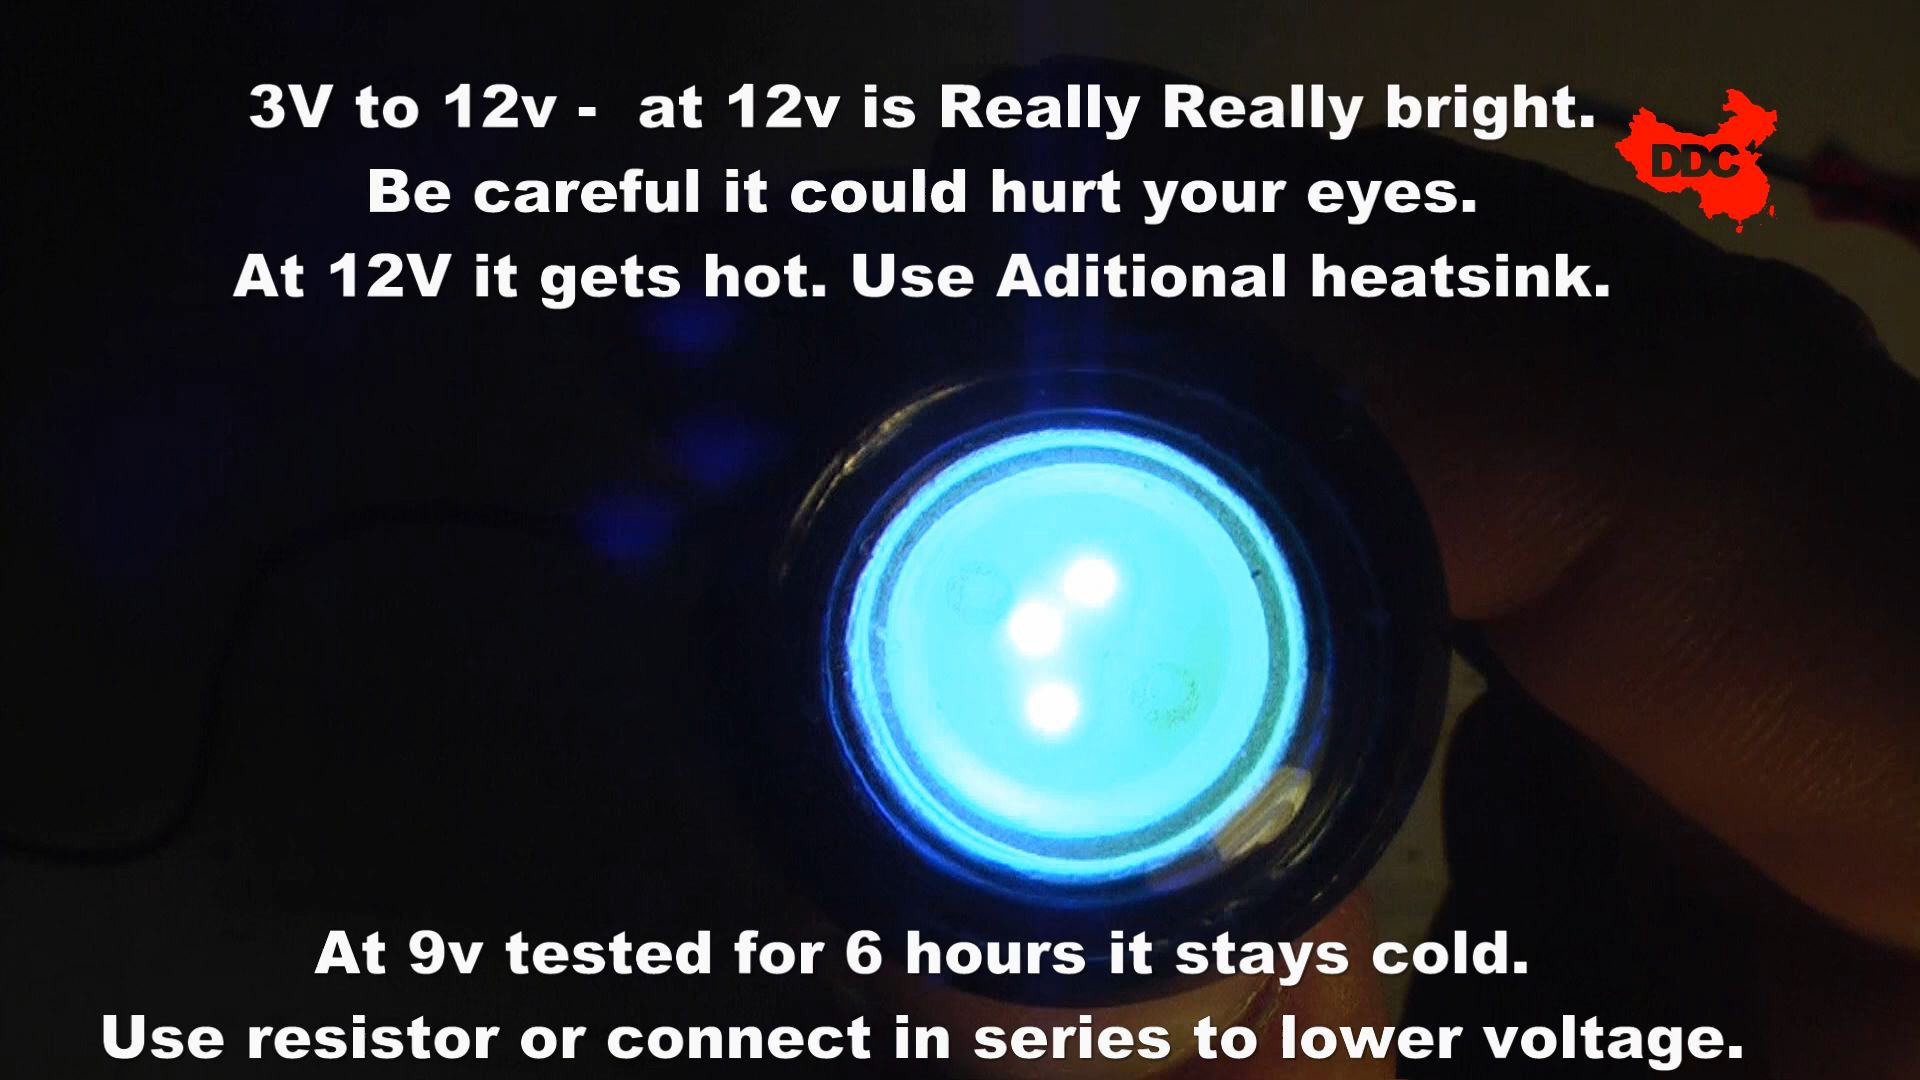 3V to 12v -  at 12v is Really Really bright.
DDC
Be careful it could hurt your eyes.
At 12V it gets hot. Use Aditional heatsink.
At 9v tested for 6 hours it stays cold.
Use resistor or connect in series to lower voltage.